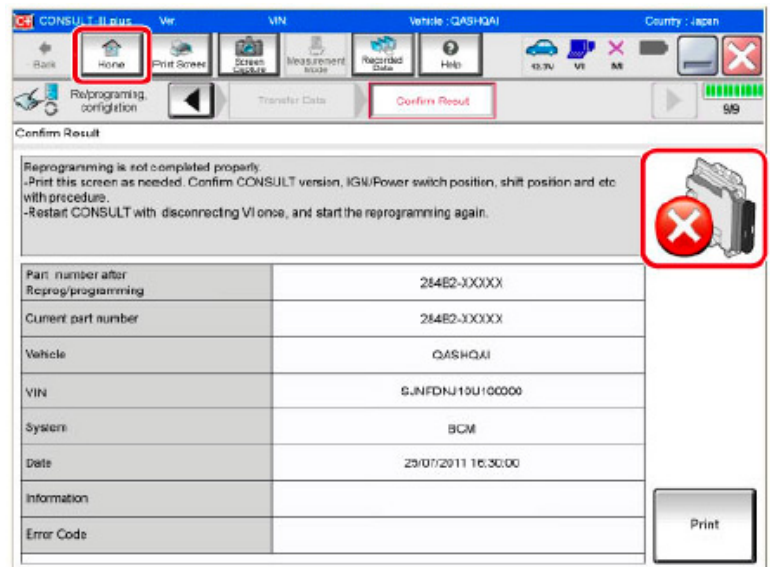 CONSULT-III plus Ver. VIN: Vehicle : QASHQAI Country : Japan
Back Home Print Screen Screen Capture Measurement Mode Recorded Data Help 13.3V VI MI
Re/programing, configlation Transfer Data Confirm Result 9/9
Confirm Result
Reprogramming is not completed properly.
-Print this screen as needed. Confirm CONSULT version, IGN/Power switch position, shift position and etc
with procedure.
-Restart CONSULT with disconnecting VI once, and start the reprogramming again.
Part number after
Reprog/programming
284B2-XXXXX
Current part number
284B2-XXXXX
Vehicle
QASHQAI
VIN
SJNFDNJ10U100000
System
BCM
Date
25/07/2011 16:30:00
Information
Error Code
Print